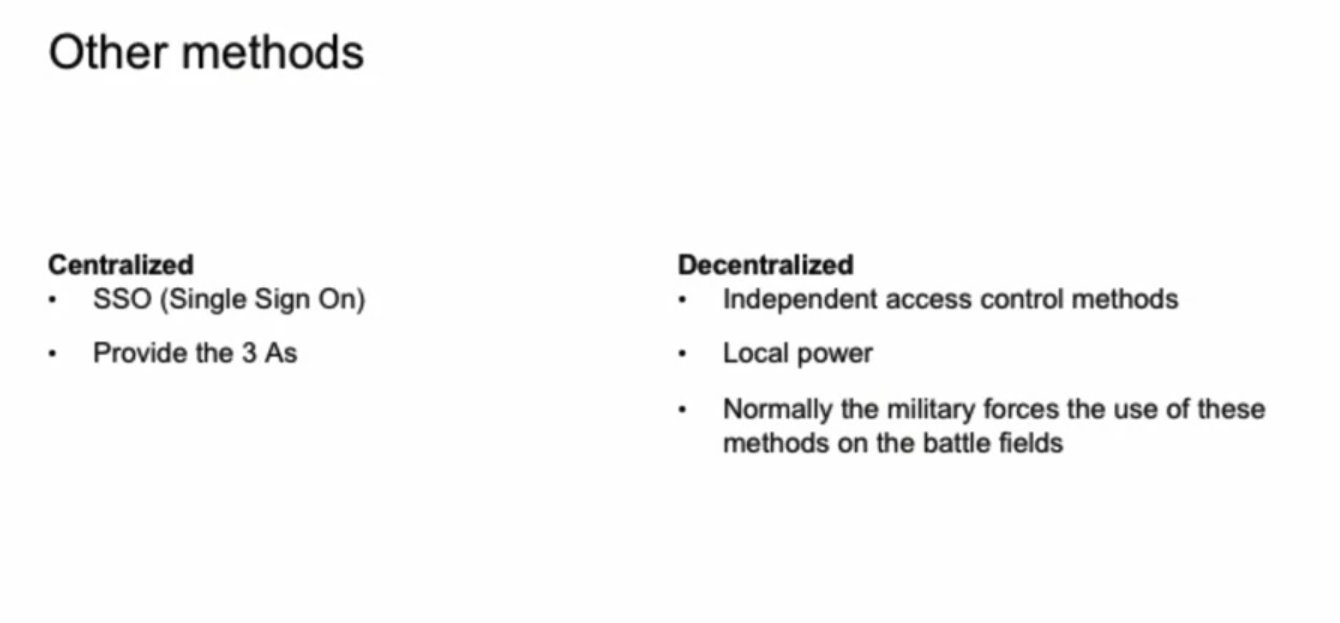 Other methods
Centralized
• SSO (Single Sign On)
• Provide the 3 As
Decentralized
• Independent access control methods
• Local power
• Normally the military forces the use of these
methods on the battle fields